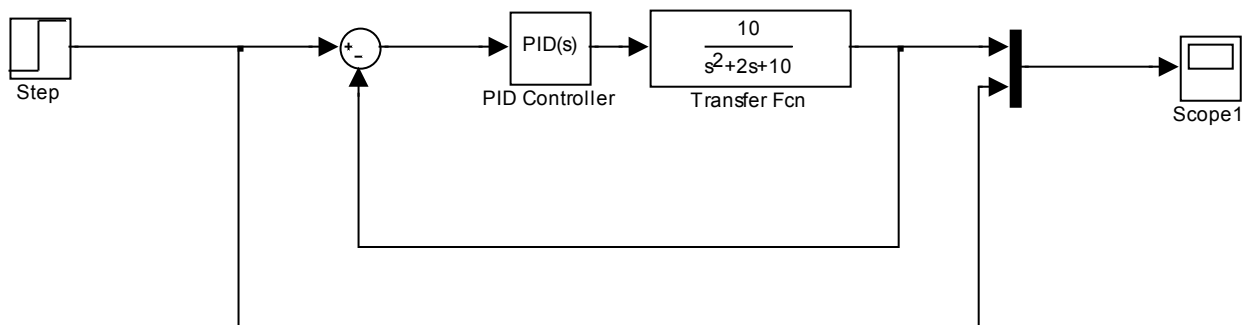 Step
+
−
PID(s)
PID Controller
10
s²+2s+10
Transfer Fcn
Scope1